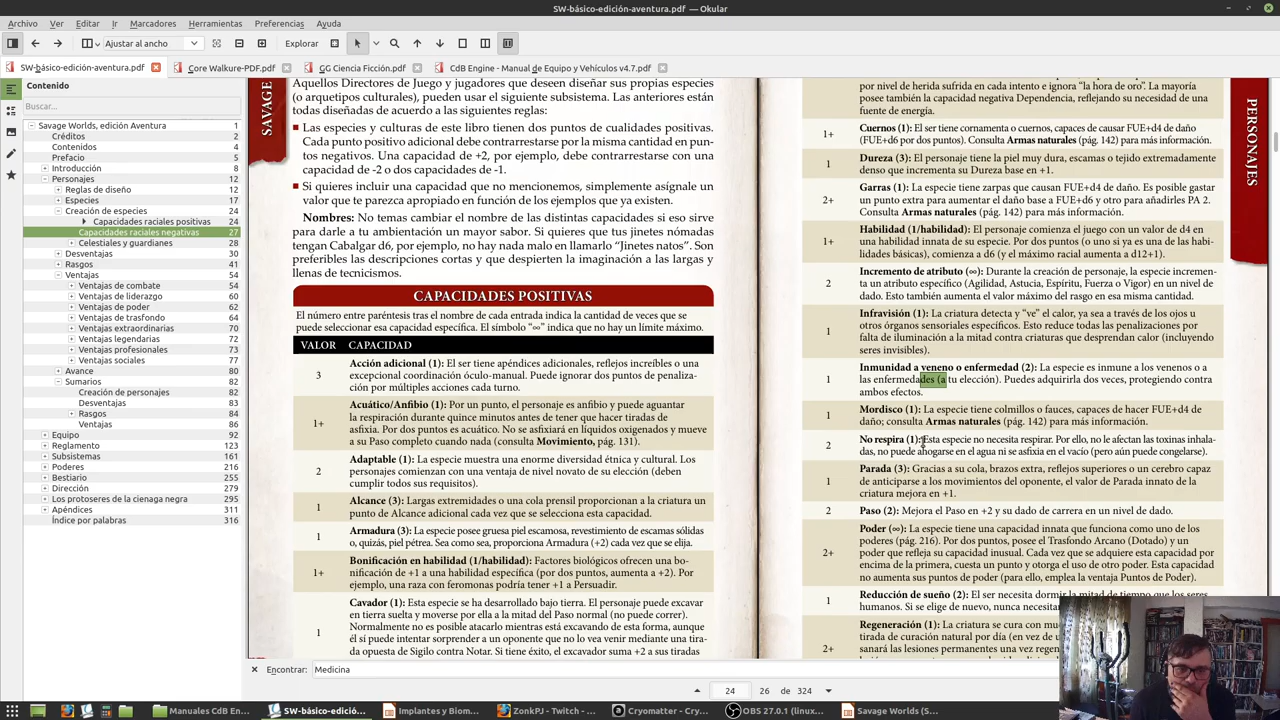 SW-básico-edición-aventura.pdf — Okular
Archivo Ver Editar Ir Marcadores Herramientas Preferencias Ayuda
Ajustar al ancho Explorar
SW-básico-edición-aventura.pdf Core Walkure-PDF.pdf GG Ciencia Ficción.pdf CdB Engine - Manual de Equipo y Vehículos v4.7.pdf
Contenido
Buscar...
Savage Worlds, edición Aventura 1
Créditos 2
Contenidos 4
Prefacio 5
Introducción 8
Personajes 12
Reglas de diseño 12
Especies 17
Creación de especies 24
Capacidades raciales positivas 24
Capacidades raciales negativas 27
Celestiales y guardianes 28
Desventajas 30
Rasgos 41
Ventajas 54
Ventajas de combate 54
Ventajas de liderazgo 60
Ventajas de poder 62
Ventajas de trasfondo 64
Ventajas extraordinarias 70
Ventajas legendarias 72
Ventajas profesionales 73
Ventajas sociales 77
Avance 80
Sumarios 82
Creación de personajes 82
Desventajas 83
Rasgos 84
Ventajas 86
Equipo 92
Reglamento 123
Subsistemas 161
Poderes 216
Bestiario 255
Dirección 279
Los protoseres de la cienaga negra 295
Apéndices 311
Índice por palabras 316
SAVAGE
Aquellos Directores de Juego y jugadores que deseen diseñar sus propias especies
(o arquetipos culturales), pueden usar el siguiente subsistema. Las anteriores están
todas diseñadas de acuerdo a las siguientes reglas:
Las especies y culturas de este libro tienen dos puntos de cualidades positivas.
Cada punto positivo adicional debe contrarrestarse por la misma cantidad en pun-
tos negativos. Una capacidad de +2, por ejemplo, debe contrarrestarse con una
capacidad de -2 o dos capacidades de -1.
Si quieres incluir una capacidad que no mencionemos, simplemente asígnale un
valor que te parezca apropiado en función de los ejemplos que ya existen.
Nombres: No temas cambiar el nombre de las distintas capacidades si eso sirve
para darle a tu ambientación un mayor sabor. Si quieres que tus jinetes nómadas
tengan Cabalgar d6, por ejemplo, no hay nada malo en llamarlo “Jinetes natos”. Son
preferibles las descripciones cortas y que despierten la imaginación a las largas y
llenas de tecnicismos.
CAPACIDADES POSITIVAS
El número entre paréntesis tras el nombre de cada entrada indica la cantidad de veces que se
puede seleccionar esa capacidad específica. El símbolo “∞” indica que no hay un límite máximo.
VALOR CAPACIDAD
3 Acción adicional (1): El ser tiene apéndices adicionales, reflejos increíbles o una
excepcional coordinación óculo-manual. Puede ignorar dos puntos de penaliza-
ción por múltiples acciones cada turno.
1+ Acuático/Anfibio (1): Por un punto, el personaje es anfibio y puede aguantar
la respiración durante quince minutos antes de tener que hacer tiradas de
asfixia. Por dos puntos es acuático. No se asfixiará en líquidos oxigenados y mueve
a su Paso completo cuando nada (consulta Movimiento, pág. 131).
2 Adaptable (1): La especie muestra una enorme diversidad étnica y cultural. Los
personajes comienzan con una ventaja de nivel novato de su elección (deben
cumplir todos sus requisitos).
1 Alcance (3): Largas extremidades o una cola prensil proporcionan a la criatura un
punto de Alcance adicional cada vez que se selecciona esta capacidad.
1 Armadura (3): La especie posee gruesa piel escamosa, revestimiento de escamas sólidas
o, quizás, piel pétrea. Sea como sea, proporciona Armadura (+2) cada vez que se elija.
1+ Bonificación en habilidad (1/habilidad): Factores biológicos ofrecen una bo-
nificación de +1 a una habilidad específica (por dos puntos, aumenta a +2). Por
ejemplo, una raza con feromonas podría tener +1 a Persuadir.
1 Cavador (1): Esta especie se ha desarrollado bajo tierra. El personaje puede excavar
en tierra suelta y moverse por ella a la mitad del Paso normal (no puede correr).
Normalmente no es posible atacarlo mientras está excavando de esta forma, aunque
él sí puede intentar sorprender a un oponente que no lo vea venir mediante una tira-
da opuesta de Sigilo contra Notar. Si tiene éxito, el excavador suma +2 a sus tiradas
PERSONAJES
por nivel de herida sufrida en cada intento e ignora “la hora de oro”. La mayoría
posee también la capacidad negativa Dependencia, reflejando su necesidad de una
fuente de energía.
1+ Cuernos (1): El ser tiene cornamenta o cuernos, capaces de causar FUE+d4 de daño
(FUE+d6 por dos puntos). Consulta Armas naturales (pág. 142) para más información.
1 Dureza (3): El personaje tiene la piel muy dura, escamas o tejido extremadamente
denso que incrementa su Dureza base en +1.
2+ Garras (1): La especie tiene zarpas que causan FUE+d4 de daño. Es posible gastar
un punto extra para aumentar el daño base a FUE+d6 y otro para añadirles PA 2.
Consulta Armas naturales (pág. 142) para más información.
1+ Habilidad (1/habilidad): El personaje comienza el juego con un valor de d4 en
una habilidad innata de su especie. Por dos puntos (o uno si ya es una de las habi-
lidades básicas), comienza a d6 (y el máximo racial aumenta a d12+1).
2 Incremento de atributo (∞): Durante la creación de personaje, la especie incremen-
ta un atributo específico (Agilidad, Astucia, Espíritu, Fuerza o Vigor) en un nivel de
dado. Esto también aumenta el valor máximo del rasgo en esa misma cantidad.
1 Infravisión (1): La criatura detecta y “ve” el calor, ya sea a través de los ojos u
otros órganos sensoriales específicos. Esto reduce todas las penalizaciones por
falta de iluminación a la mitad contra criaturas que desprendan calor (incluyendo
seres invisibles).
1 Inmunidad a veneno o enfermedad (2): La especie es inmune a los venenos o a
las enfermedades (a tu elección). Puedes adquirirla dos veces, protegiendo contra
ambos efectos.
1 Mordisco (1): La especie tiene colmillos o fauces, capaces de hacer FUE+d4 de
daño; consulta Armas naturales (pág. 142) para más información.
2 No respira (1): Esta especie no necesita respirar. Por ello, no le afectan las toxinas inhala-
das, no puede ahogarse en el agua ni se asfixia en el vacío (pero aún puede congelarse).
1 Parada (3): Gracias a su cola, brazos extra, reflejos superiores o un cerebro capaz
de anticiparse a los movimientos del oponente, el valor de Parada innato de la
criatura mejora en +1.
2 Paso (2): Mejora el Paso en +2 y su dado de carrera en un nivel de dado.
2+ Poder (∞): La especie tiene una capacidad innata que funciona como uno de los
poderes (pág. 216). Por dos puntos, posee el Trasfondo Arcano (Dotado) y un
poder que refleja su capacidad inusual. Cada vez que se adquiere esta capacidad por
encima de la primera, cuesta un punto y otorga el uso de otro poder. Esta capacidad
no aumenta sus puntos de poder (para ello, emplea la ventaja Puntos de Poder).
1 Reducción de sueño (2): El ser necesita dormir la mitad de tiempo que los seres
humanos. Si se elige de nuevo, nunca necesita
2+ Regeneración (1): La criatura se cura con mu
tirada de curación natural por día (en vez de u
sanará las lesiones permanentes una vez regen
Encontrar: Medicina
24 26 de 324
Manuales CdB En... SW-básico-edició... Implantes y Biom... ZonkPJ - Twitch - ... Cryomatter - Crea... OBS 27.0.1 (linux... Savage Worlds (S...